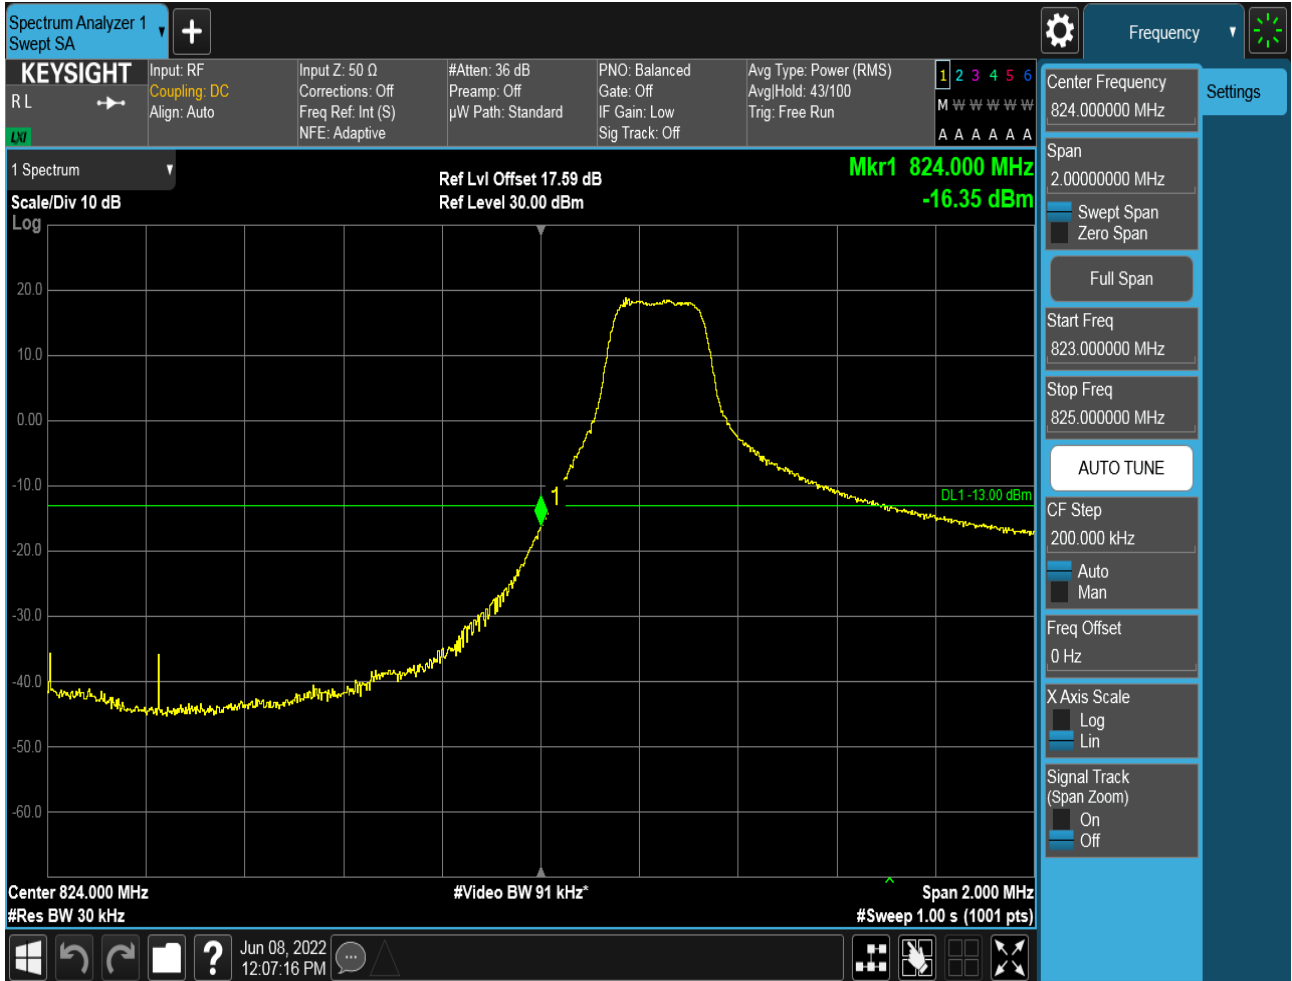 Spectrum Analyzer 1
Swept SA
Frequency
KEYSIGHT
R L
LXI
Input: RF
Coupling: DC
Align: Auto
Input Z: 50 Ω
Corrections: Off
Freq Ref: Int (S)
NFE: Adaptive
#Atten: 36 dB
Preamp: Off
µW Path: Standard
PNO: Balanced
Gate: Off
IF Gain: Low
Sig Track: Off
Avg Type: Power (RMS)
Avg|Hold: 43/100
Trig: Free Run
1 2 3 4 5 6
M W W W W W
A A A A A A
1 Spectrum
Scale/Div 10 dB
Log
Ref Lvl Offset 17.59 dB
Ref Level 30.00 dBm
Mkr1 824.000 MHz
-16.35 dBm
20.0
10.0
0.00
-10.0
-20.0
-30.0
-40.0
-50.0
-60.0
1
DL1 -13.00 dBm
Center 824.000 MHz
#Res BW 30 kHz
#Video BW 91 kHz*
Span 2.000 MHz
#Sweep 1.00 s (1001 pts)
Center Frequency
824.000000 MHz
Span
2.00000000 MHz
Swept Span
Zero Span
Full Span
Start Freq
823.000000 MHz
Stop Freq
825.000000 MHz
AUTO TUNE
CF Step
200.000 kHz
Auto
Man
Freq Offset
0 Hz
X Axis Scale
Log
Lin
Signal Track
(Span Zoom)
On
Off
Settings
?
Jun 08, 2022
12:07:16 PM